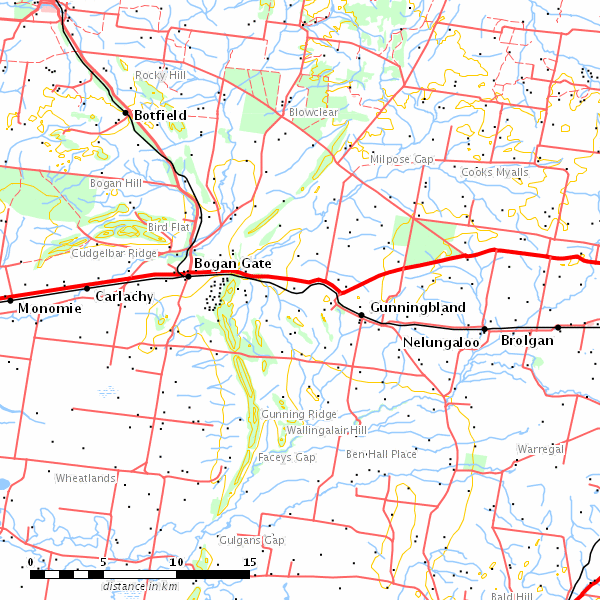 Rocky Hill
Botfield
Blowclear
Milpose Gap
Cooks Myalls
Bogan Hill
Bird Flat
Cudgelbar Ridge
Bogan Gate
Carlachy
Monomie
Gunningbland
Nelungaloo
Brolgan
Gunning Ridge
Wallingalair Hill
Ben Hall Place
Warregal
Faceys Gap
Wheatlands
Gulgans Gap
0 5 10 15
distance in km
Bald Hill